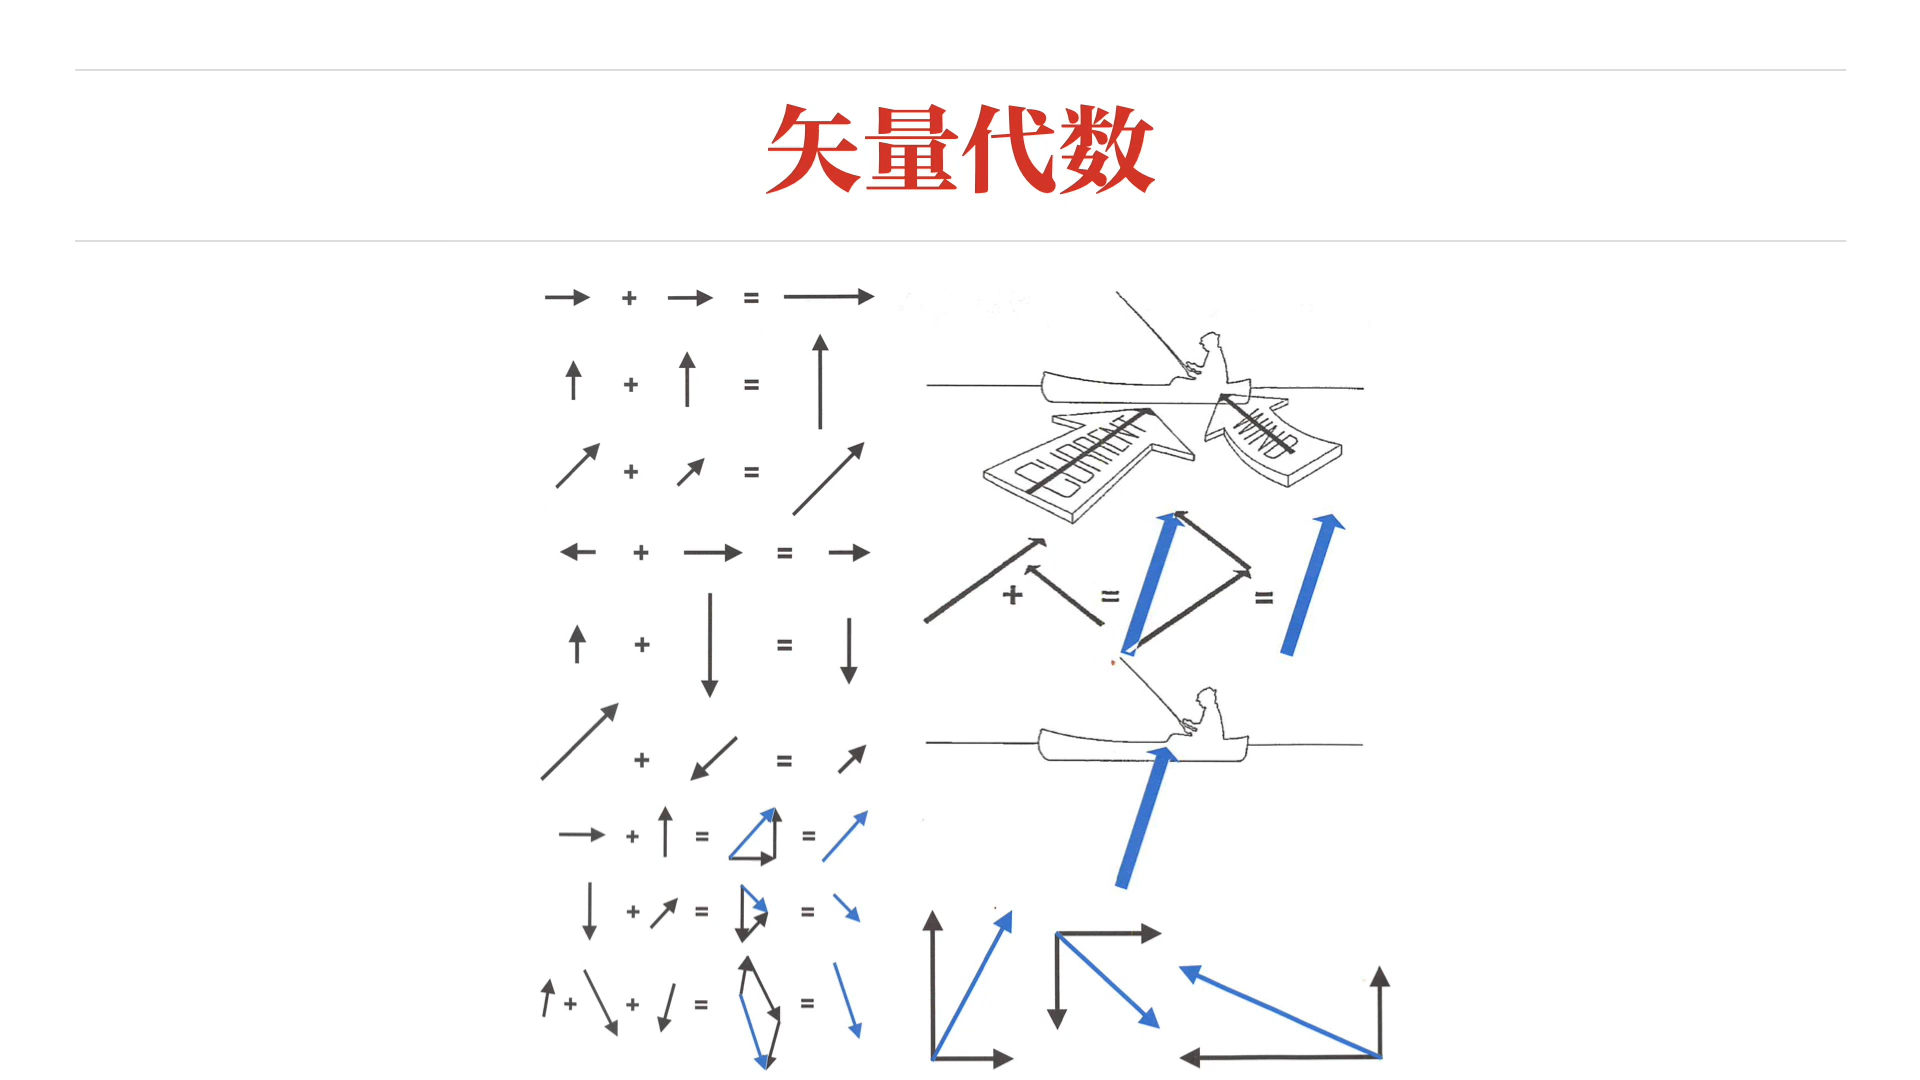 矢量代数
+ =
+ =
+ =
+ =
+ =
+ =
+ = =
+ = =
+ + = =
CURRENT
WIND
+ = =